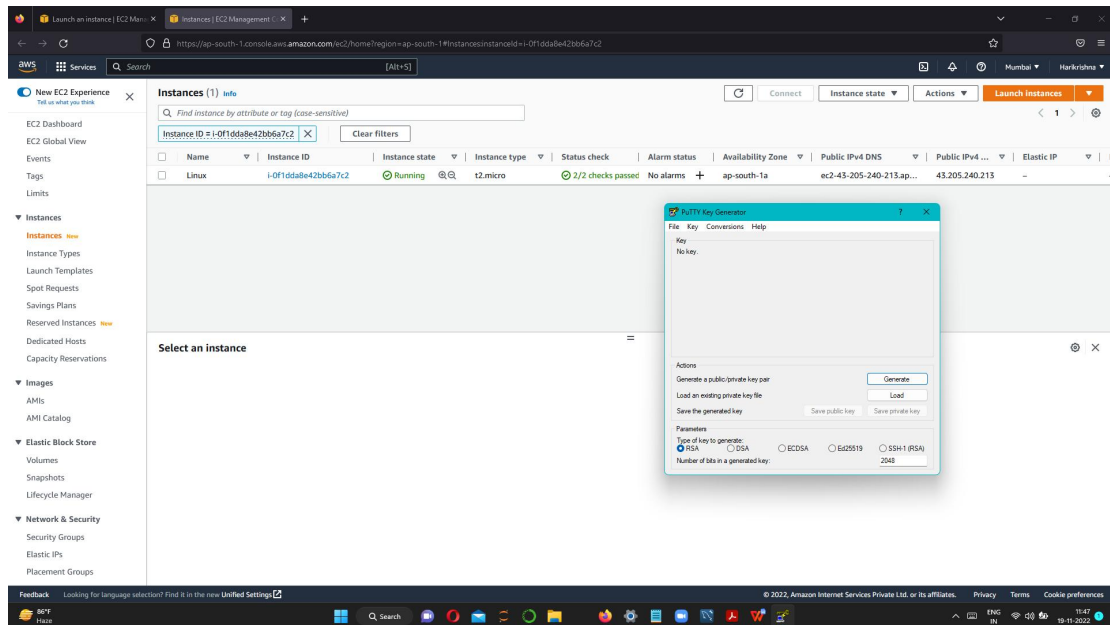 Launch an instance | EC2 Mana
Instances | EC2 Management C
https://ap-south-1.console.aws.amazon.com/ec2/home?region=ap-south-1#Instances:instanceId=i-0f1dda8e42bb6a7c2
aws Services Search [Alt+S] Mumbai Harikrishna
New EC2 Experience
Tell us what you think
EC2 Dashboard
EC2 Global View
Events
Tags
Limits
Instances
Instances New
Instance Types
Launch Templates
Spot Requests
Savings Plans
Reserved Instances New
Dedicated Hosts
Capacity Reservations
Images
AMIs
AMI Catalog
Elastic Block Store
Volumes
Snapshots
Lifecycle Manager
Network & Security
Security Groups
Elastic IPs
Placement Groups
Instances (1) Info Connect Instance state Actions Launch instances
Find instance by attribute or tag (case-sensitive) 1
Instance ID = i-0f1dda8e42bb6a7c2 Clear filters
Name Instance ID Instance state Instance type Status check Alarm status Availability Zone Public IPv4 DNS Public IPv4 ... Elastic IP
Linux i-0f1dda8e42bb6a7c2 Running t2.micro 2/2 checks passed No alarms + ap-south-1a ec2-43-205-240-213.ap... 43.205.240.213 –
Select an instance
PuTTY Key Generator ?
File Key Conversions Help
Key
No key.
Actions
Generate a public/private key pair Generate
Load an existing private key file Load
Save the generated key Save public key Save private key
Parameters
Type of key to generate:
RSA DSA ECDSA Ed25519 SSH-1 (RSA)
Number of bits in a generated key: 2048
Feedback Looking for language selection? Find it in the new Unified Settings © 2022, Amazon Internet Services Private Ltd. or its affiliates. Privacy Terms Cookie preferences
86°F
Haze
Search
ENG
IN
11:47
19-11-2022